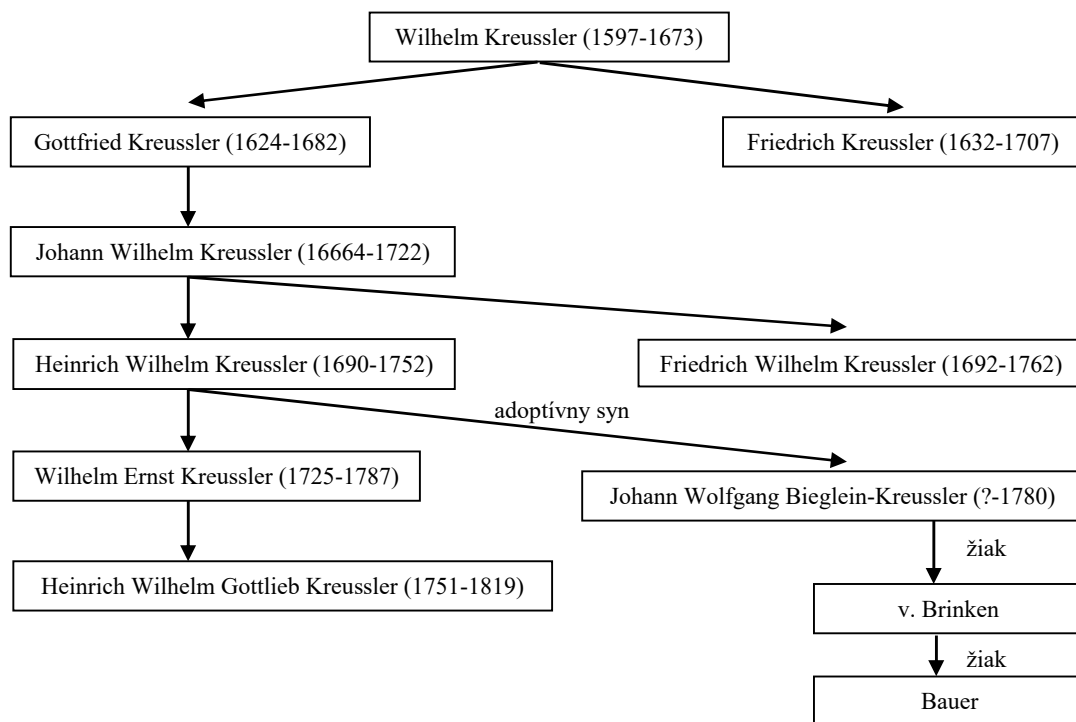 Wilhelm Kreussler (1597-1673)
Gottfried Kreussler (1624-1682)
Friedrich Kreussler (1632-1707)
Johann Wilhelm Kreussler (16664-1722)
Heinrich Wilhelm Kreussler (1690-1752)
Friedrich Wilhelm Kreussler (1692-1762)
adoptívny syn
Wilhelm Ernst Kreussler (1725-1787)
Johann Wolfgang Bieglein-Kreussler (?-1780)
žiak
Heinrich Wilhelm Gottlieb Kreussler (1751-1819)
v. Brinken
žiak
Bauer